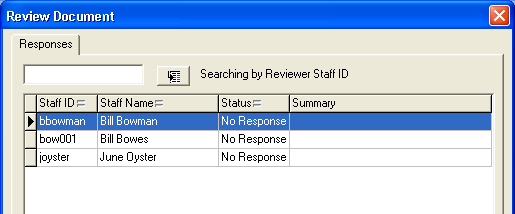 Review Document
Responses
Searching by Reviewer Staff ID
Staff ID Staff Name Status Summary
bbowman Bill Bowman No Response
bow001 Bill Bowes No Response
joyster June Oyster No Response